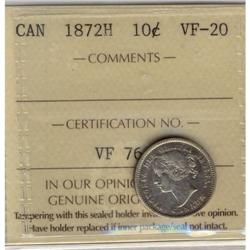 CAN 1872H 10¢ VF-20
— COMMENTS —
— CERTIFICATION NO. —
VF 76
IN OUR OPINI
GENUINE ORIG
Tampering with this sealed holder inv opinion.
Have holder replaced if inner package/seal not intact.